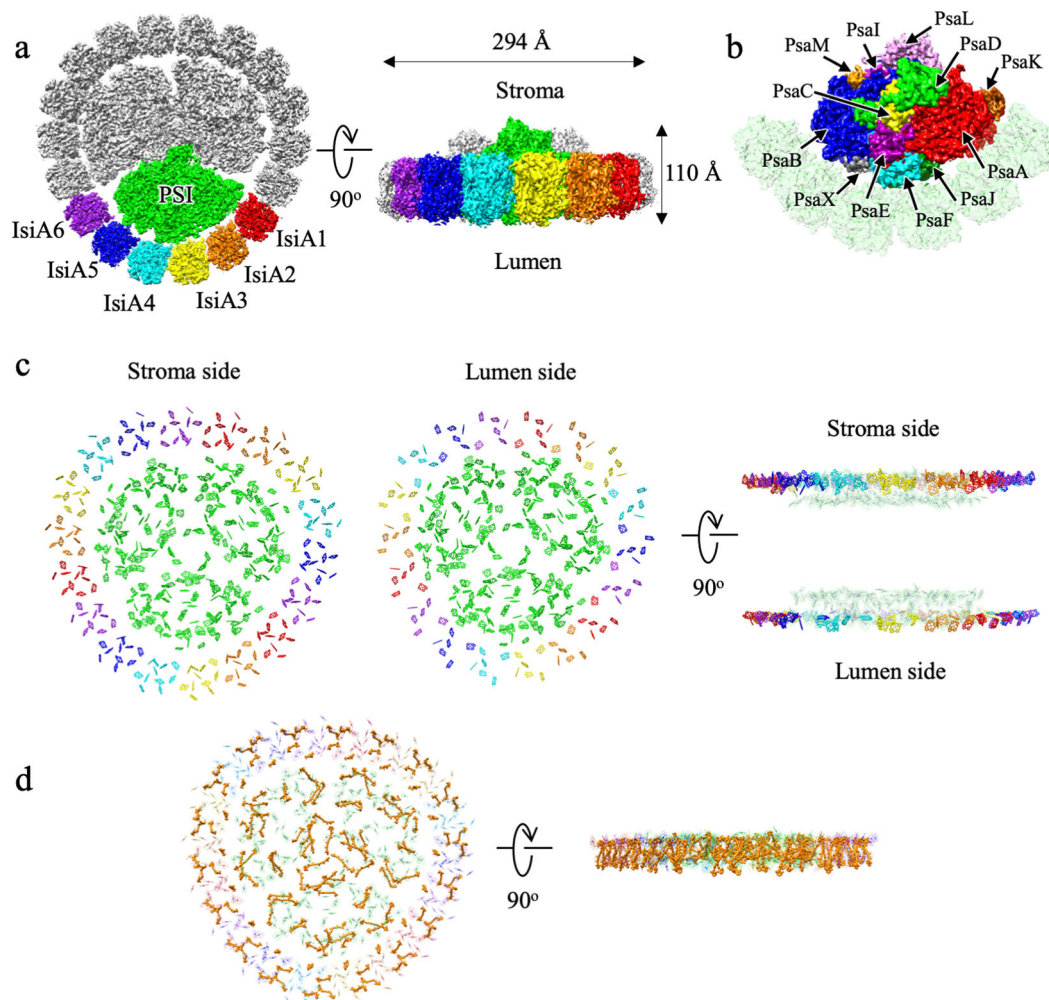 a
294 Å
Stroma
110 Å
90°
Lumen
PSI
IsiA6
IsiA5
IsiA4
IsiA3
IsiA2
IsiA1
b
PsaL
PsaI
PsaD
PsaM
PsaK
PsaC
PsaB
PsaA
PsaX
PsaE
PsaF
PsaJ
c
Stroma side
Lumen side
Stroma side
90°
Lumen side
d
90°